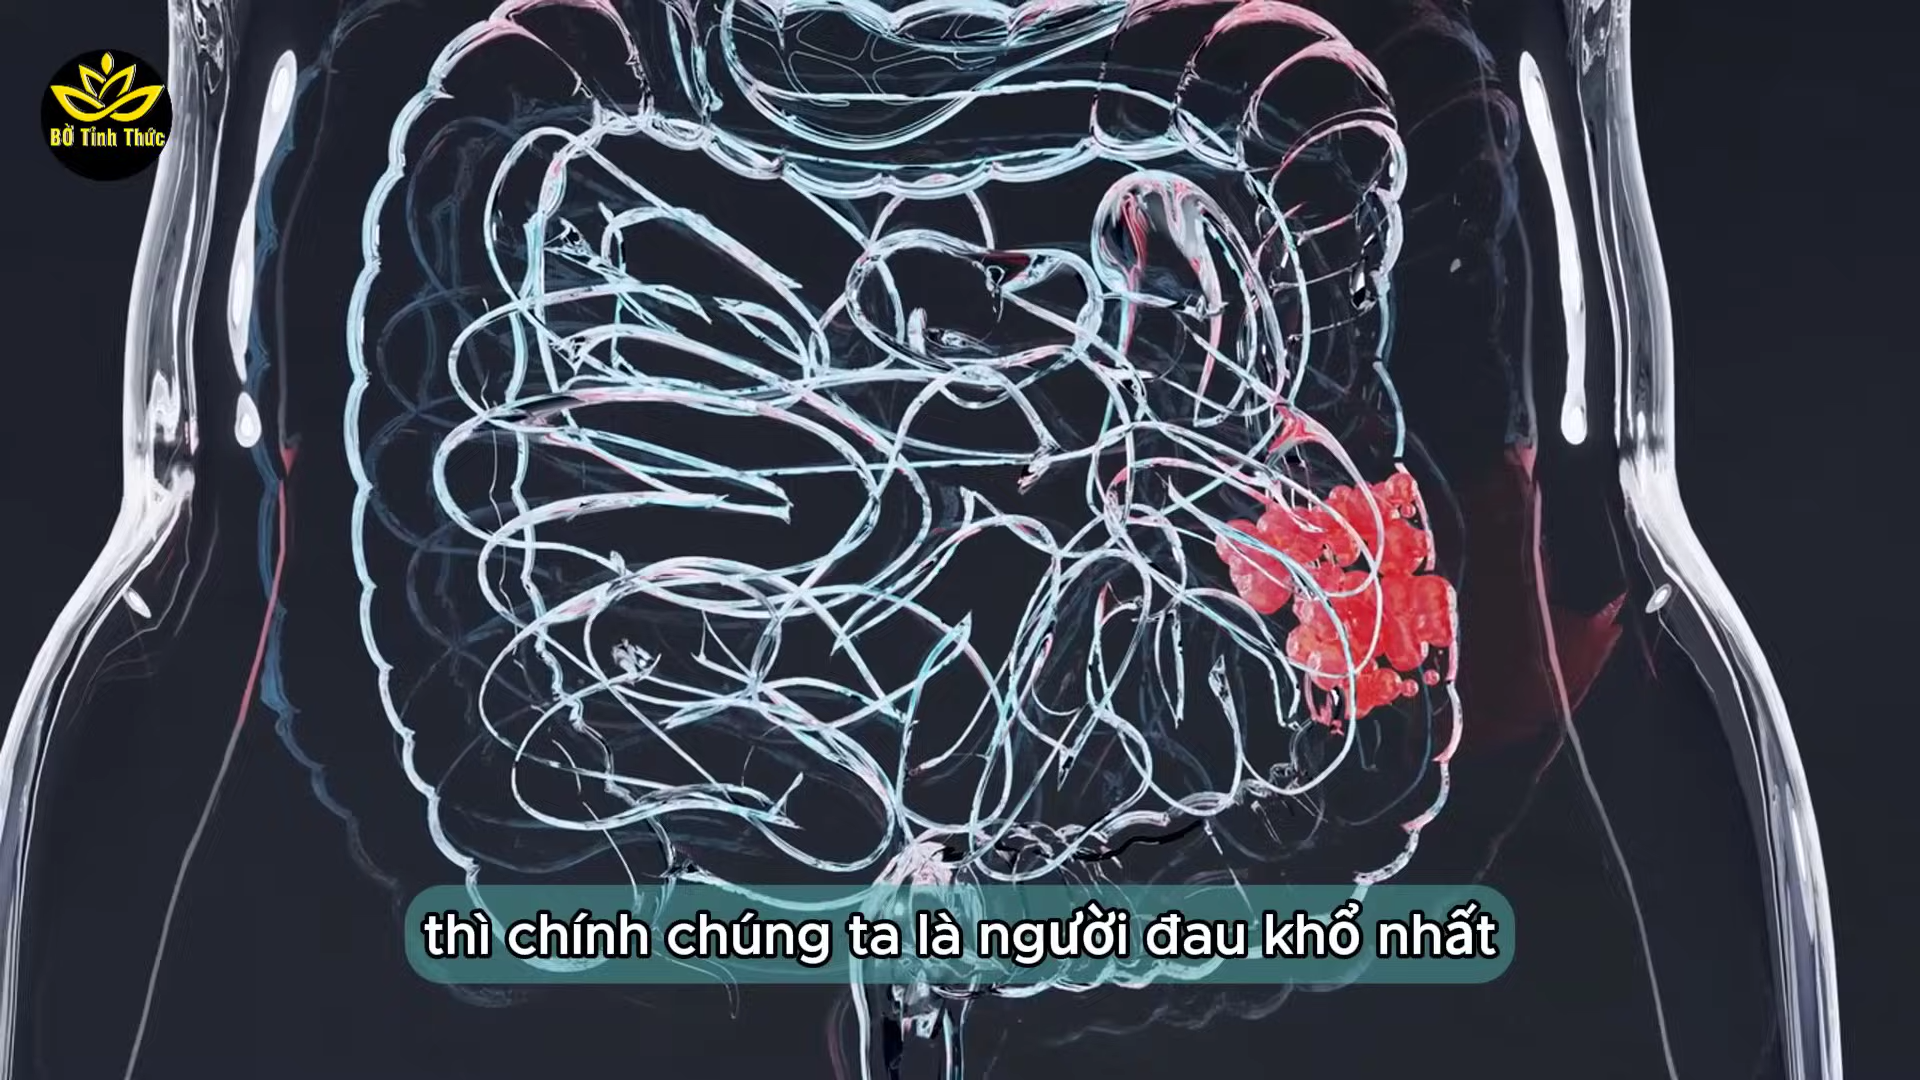 BỜ Tỉnh Thức
thì chính chúng ta là người đau khổ nhất